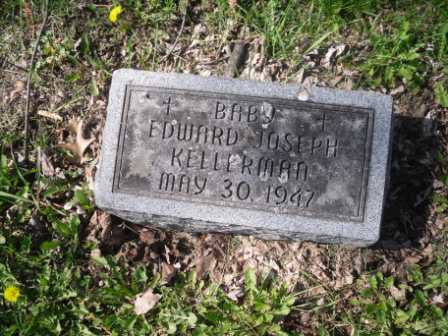 BABY
EDWARD JOSEPH
KELLERMAN
MAY 30, 1947